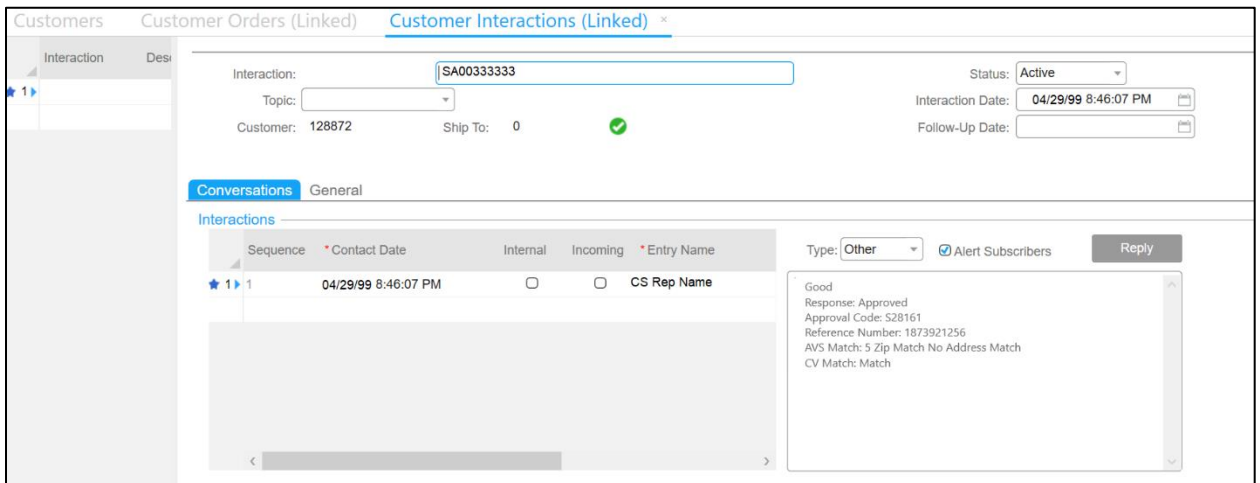 Customers Customer Orders (Linked) Customer Interactions (Linked) ×
Interaction Desc
1
Interaction: SA00333333 Status: Active
Topic: Interaction Date: 04/29/99 8:46:07 PM
Customer: 128872 Ship To: 0 Follow-Up Date:
Conversations General
Interactions
Sequence *Contact Date Internal Incoming *Entry Name
1 1 04/29/99 8:46:07 PM CS Rep Name
Type: Other Alert Subscribers Reply
Good
Response: Approved
Approval Code: S28161
Reference Number: 1873921256
AVS Match: 5 Zip Match No Address Match
CV Match: Match